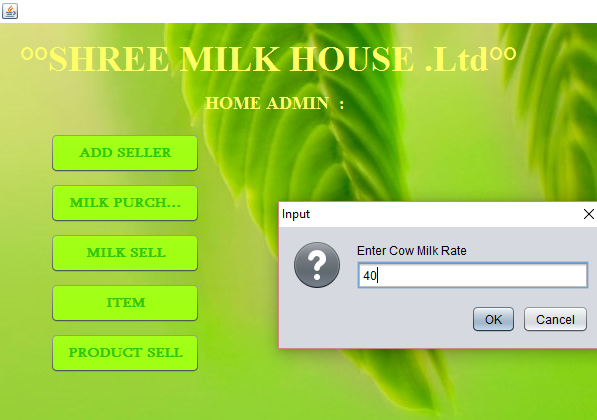 °°SHREE MILK HOUSE .Ltd°°
HOME ADMIN :
ADD SELLER
MILK PURCH...
MILK SELL
ITEM
PRODUCT SELL
Input
?
Enter Cow Milk Rate
40
OK
Cancel